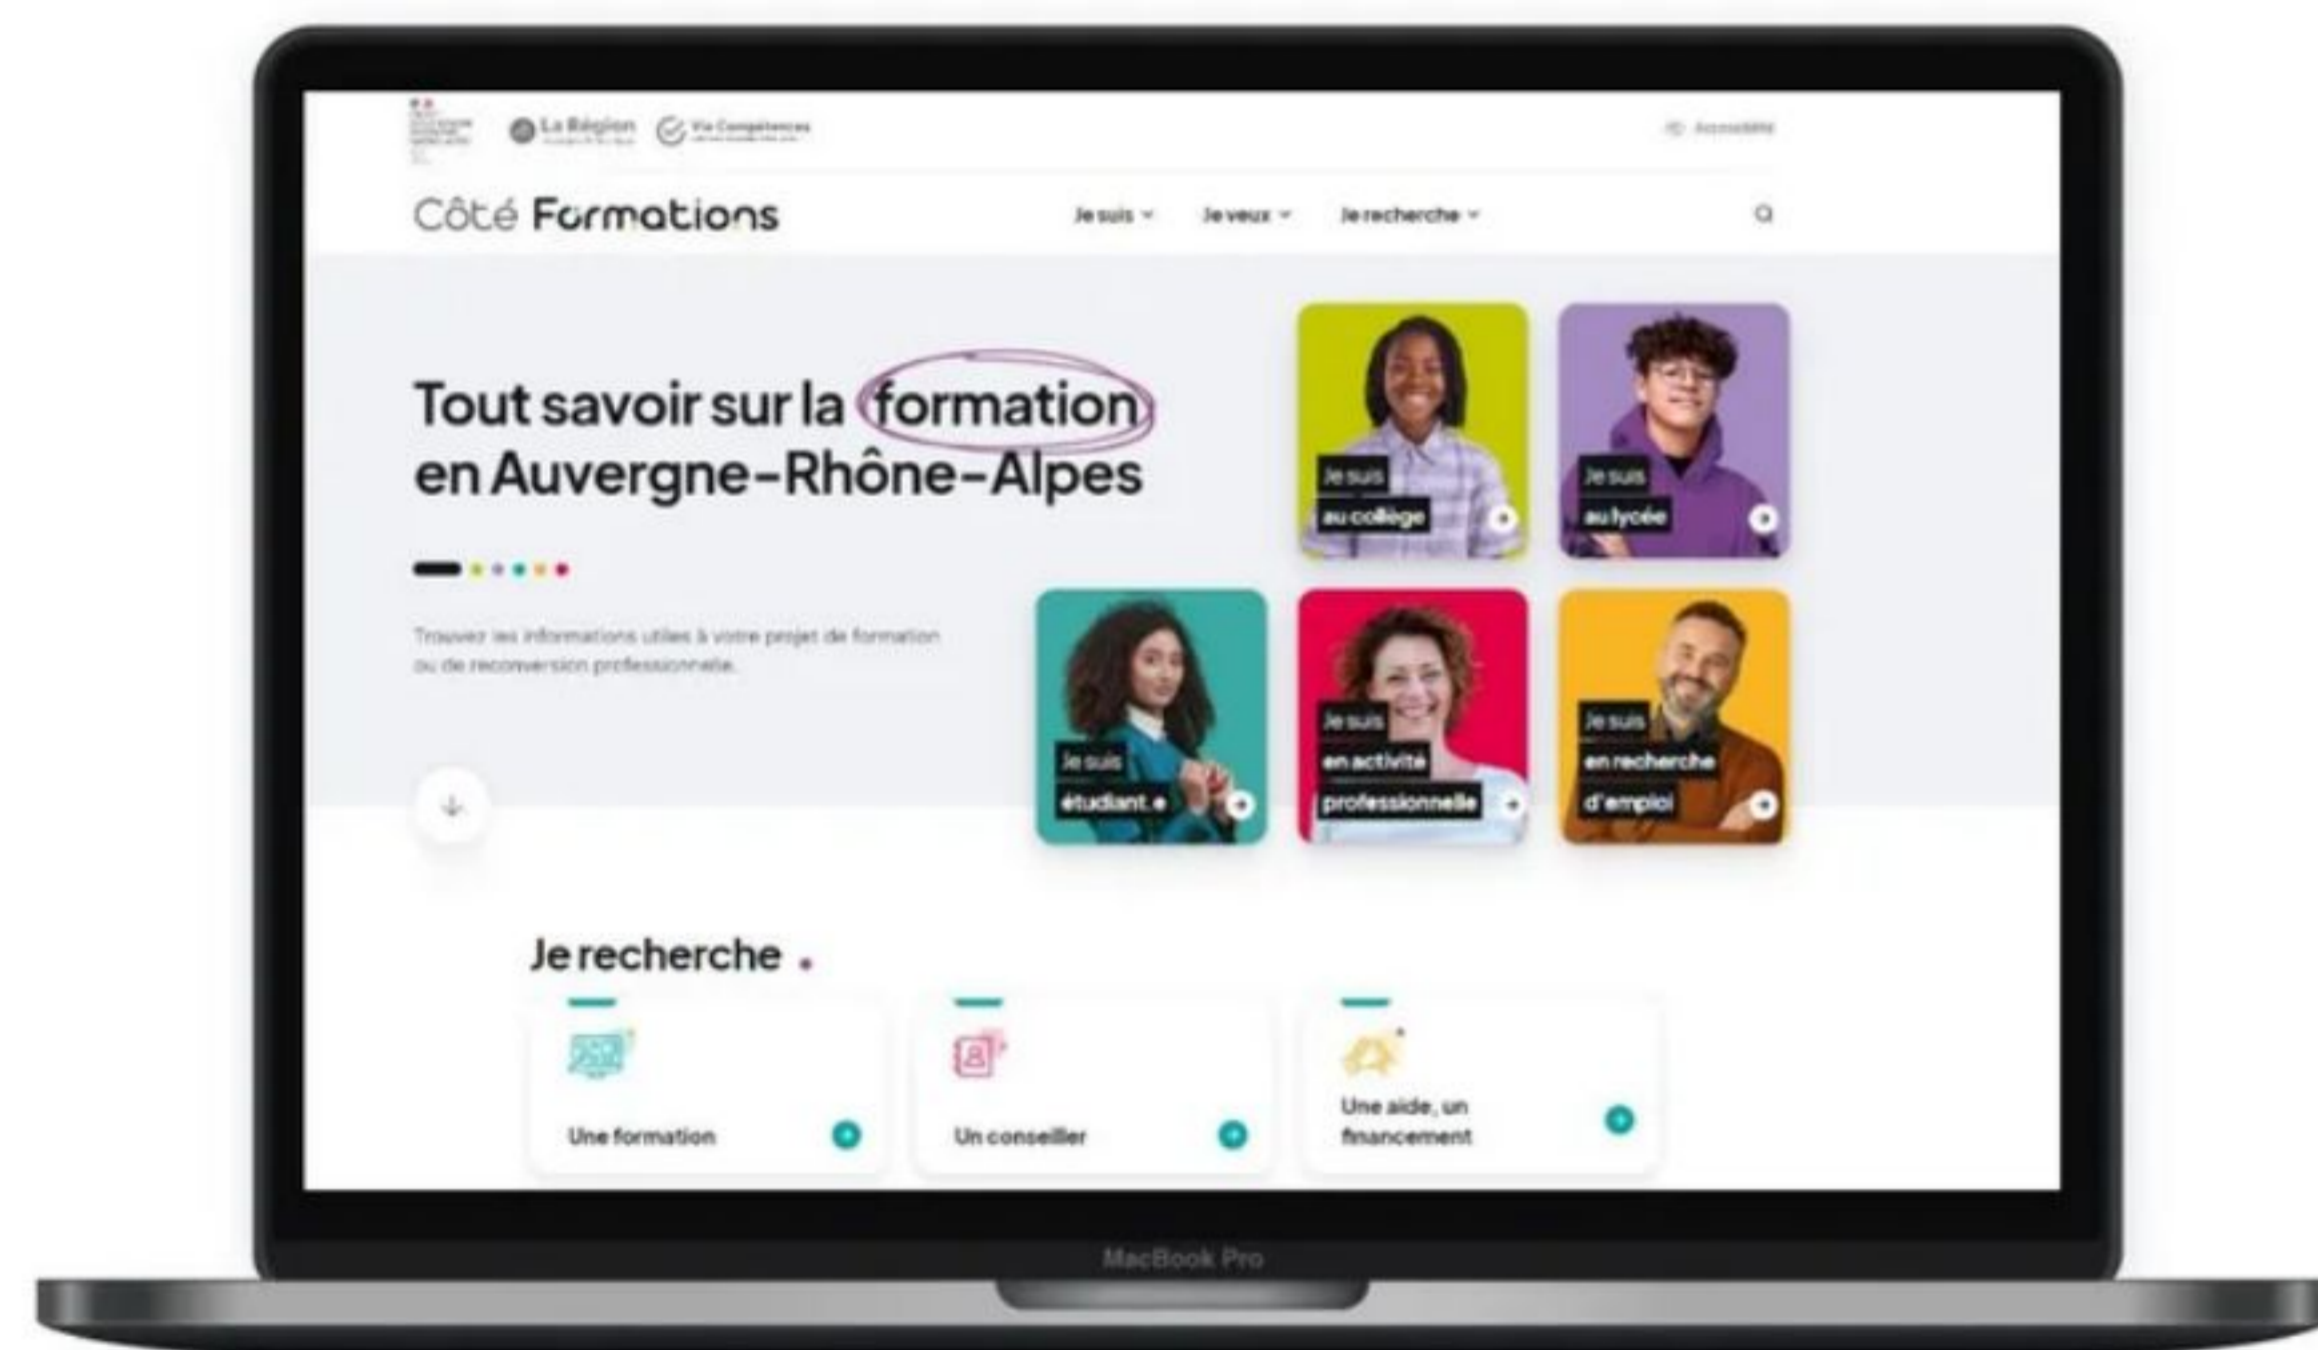 La Région
Via Compétences
Accessibilité
Côté Formations
Je suis
Je veux
Je recherche
Tout savoir sur la formation
en Auvergne-Rhône-Alpes
Trouvez les informations utiles à votre projet de formation
ou de reconversion professionnelle.
Je suis
au collège
Je suis
au lycée
Je suis
étudiant.e
Je suis
en activité
professionnelle
Je suis
en recherche
d'emploi
Je recherche .
Une formation
Un conseiller
Une aide, un
financement
MacBook Pro